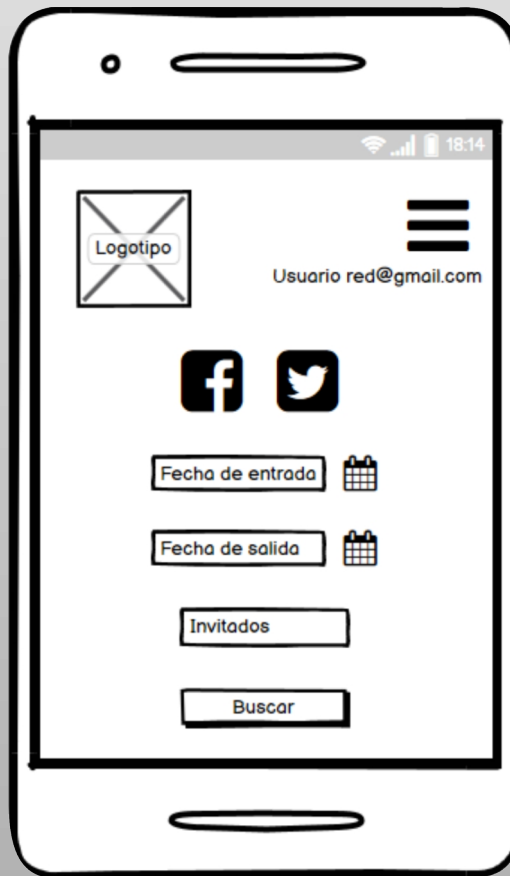 18:14
Logotipo
Usuario red@gmail.com
Fecha de entrada
Fecha de salida
Invitados
Buscar